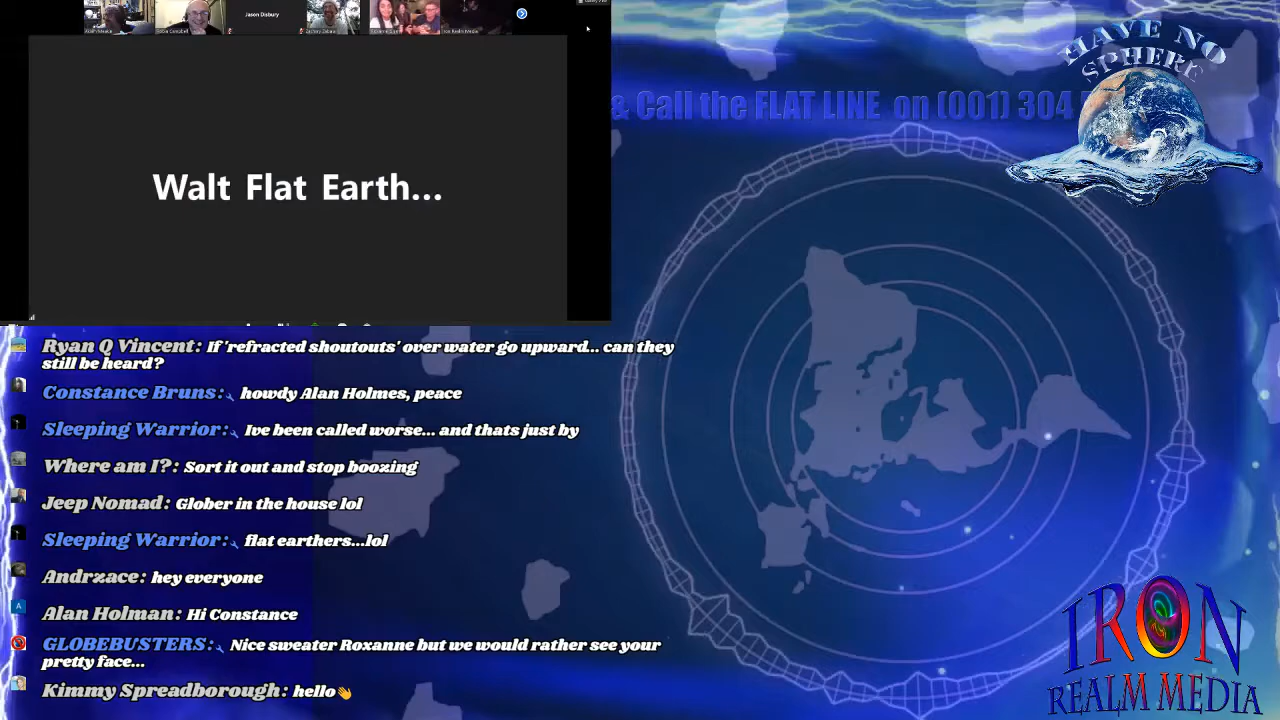 Jason Disbury
HAVE NO
SPHERE
& Call the FLAT LINE on (001) 304
Walt Flat Earth...
Ryan Q Vincent: If 'refracted shoutouts' over water go upward... can they
still be heard?
Constance Bruns: howdy Alan Holmes, peace
Sleeping Warrior: Ive been called worse... and thats just by
Where am I?: Sort it out and stop boozing
Jeep Nomad: Glober in the house lol
Sleeping Warrior: flat earthers...lol
Andrzace: hey everyone
A
Alan Holman: Hi Constance
GLOBEBUSTERS: Nice sweater Roxanne but we would rather see your
pretty face...
Kimmy Spreadborough: hello👋
IRON
REALM MEDIA